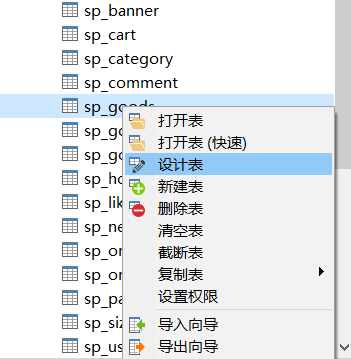 sp_banner
sp_cart
sp_category
sp_comment
sp_goods
sp_go
sp_go
sp_ho
sp_lik
sp_ne
sp_or
sp_or
sp_pa
sp_siz
sp_us
打开表
打开表 (快速)
设计表
新建表
删除表
清空表
截断表
复制表
设置权限
导入向导
导出向导